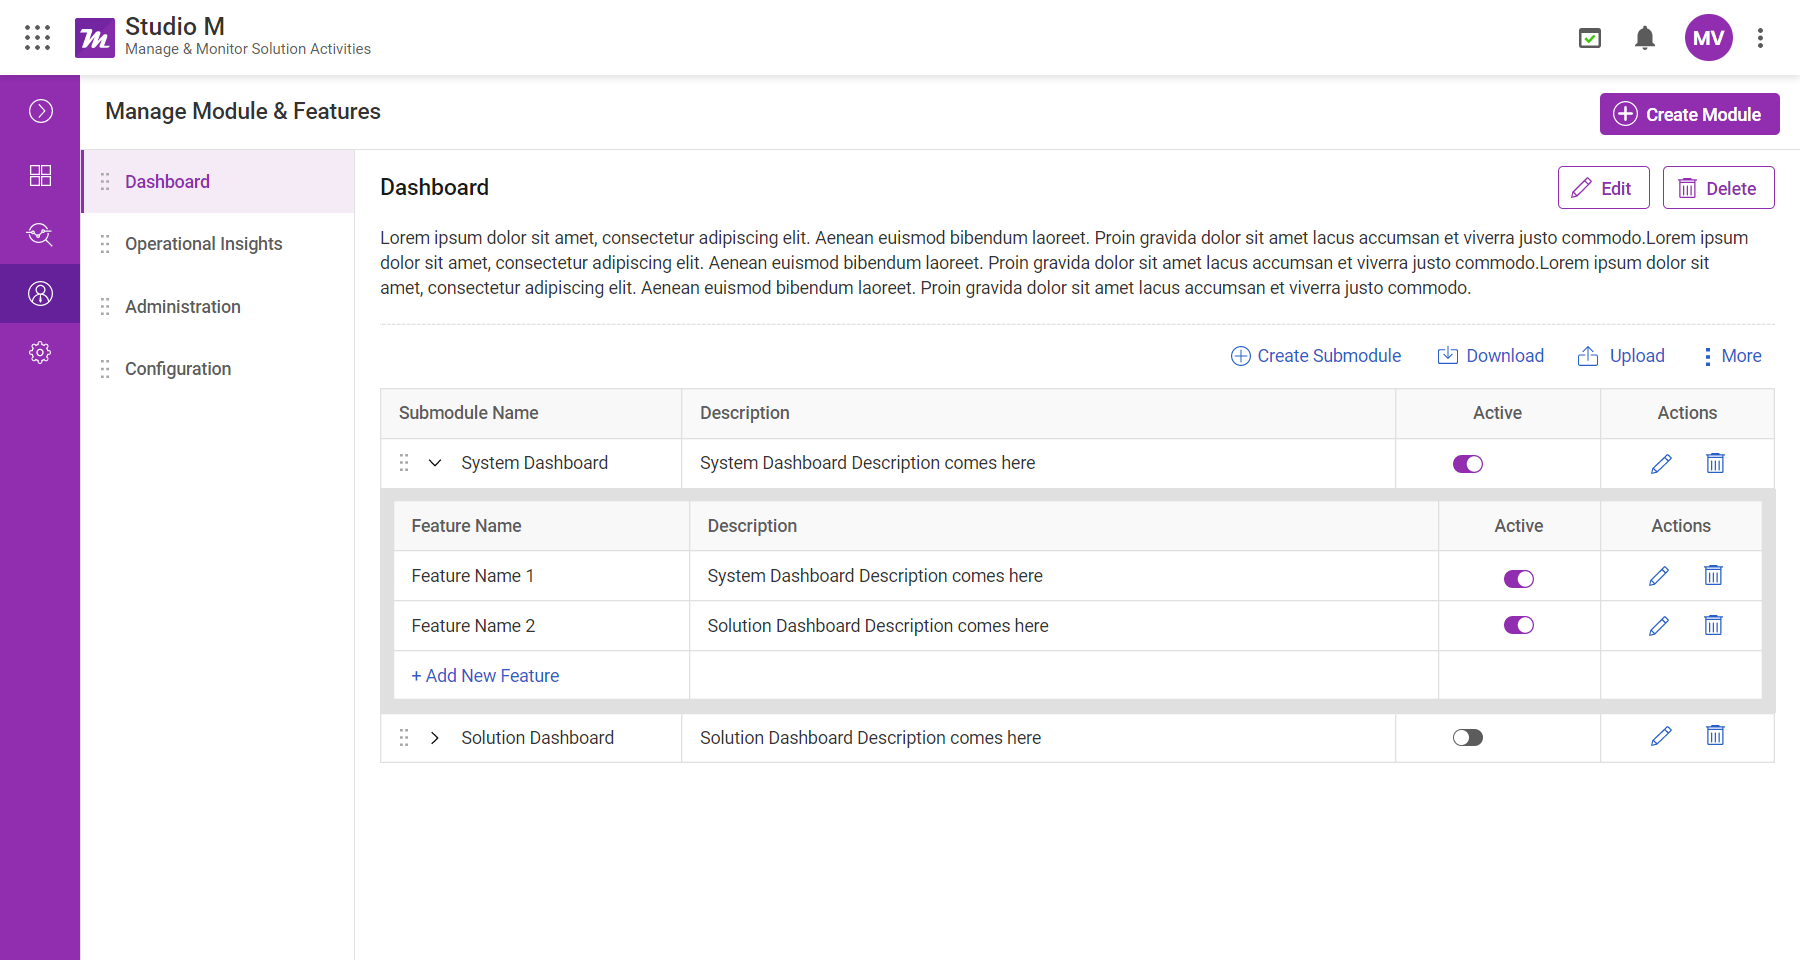 Studio M
Manage & Monitor Solution Activities
MV
Manage Module & Features
Create Module
Dashboard
Operational Insights
Administration
Configuration
Dashboard
Edit
Delete
Lorem ipsum dolor sit amet, consectetur adipiscing elit. Aenean euismod bibendum laoreet. Proin gravida dolor sit amet lacus accumsan et viverra justo commodo.Lorem ipsum
dolor sit amet, consectetur adipiscing elit. Aenean euismod bibendum laoreet. Proin gravida dolor sit amet lacus accumsan et viverra justo commodo.Lorem ipsum dolor sit
amet, consectetur adipiscing elit. Aenean euismod bibendum laoreet. Proin gravida dolor sit amet lacus accumsan et viverra justo commodo.
Create Submodule Download Upload More
Submodule Name Description Active Actions
System Dashboard System Dashboard Description comes here
Feature Name Description Active Actions
Feature Name 1 System Dashboard Description comes here
Feature Name 2 Solution Dashboard Description comes here
+ Add New Feature
Solution Dashboard Solution Dashboard Description comes here